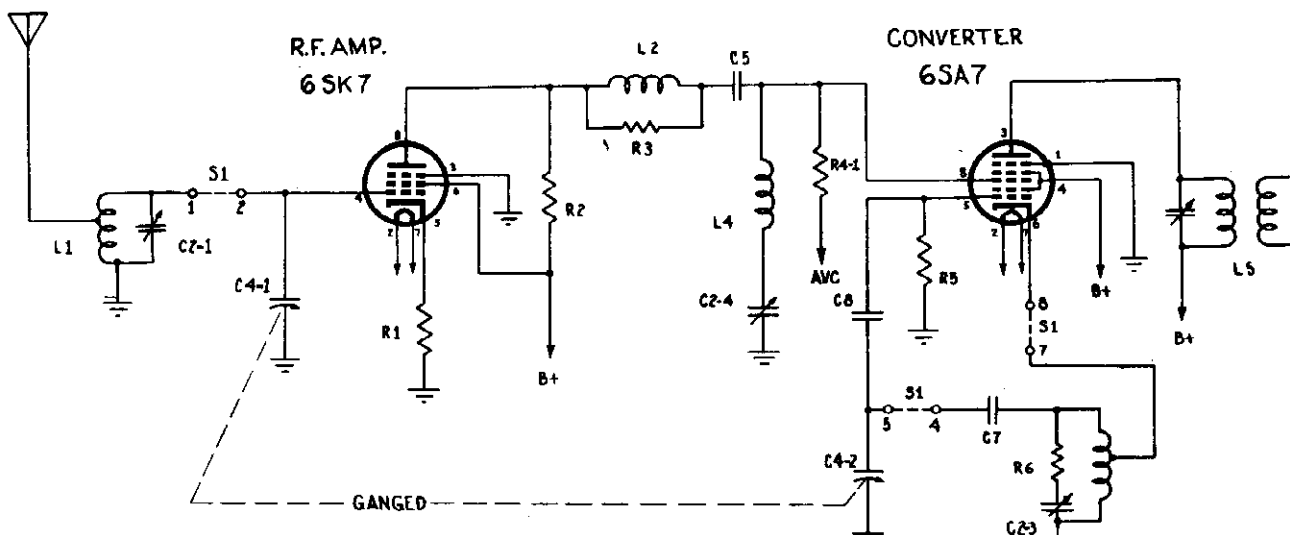 R.F. AMP.
6SK7
CONVERTER
6SA7
L2
C5
R3
8
3
6
4
5
2
7
S1
1
2
L1
C2-1
C4-1
R1
R2
B+
L4
C2-4
R4-1
AVC
3
1
8
4
5
6
2
7
R5
C8
B+
8
S1
7
L5
B+
S1
5
4
C7
R6
C2-3
C4-2
GANGED